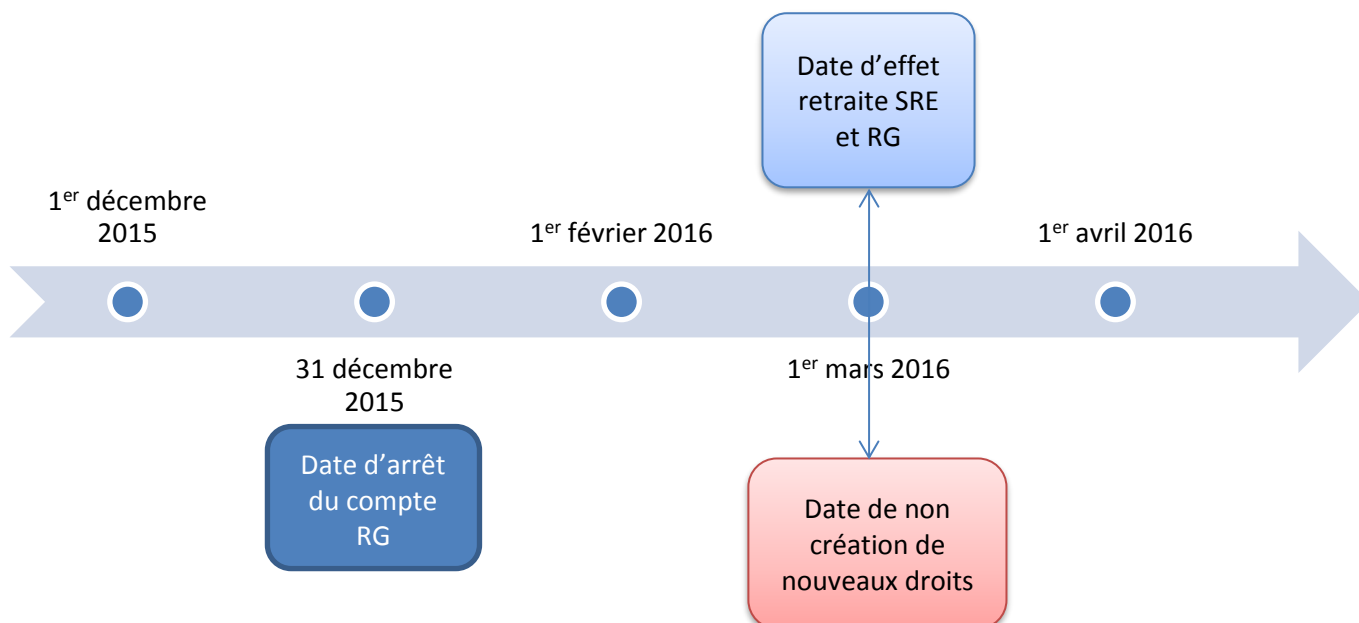 Date d’effet
retraite SRE
et RG
1er décembre
2015
1er février 2016
1er avril 2016
31 décembre
2015
1er mars 2016
Date d’arrêt
du compte
RG
Date de non
création de
nouveaux droits